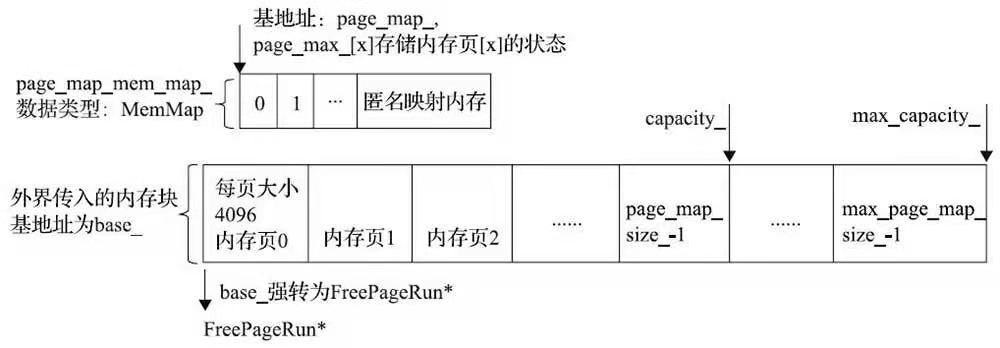 基地址：page_map_,
page_max_[x]存储内存页[x]的状态
page_map_mem_map_
数据类型：MemMap
0
1
...
匿名映射内存
capacity_
max_capacity_
外界传入的内存块
基地址为base_
每页大小
4096
内存页0
内存页1
内存页2
......
page_map_
size_-1
......
max_page_map_
size_-1
base_强转为FreePageRun*
FreePageRun*